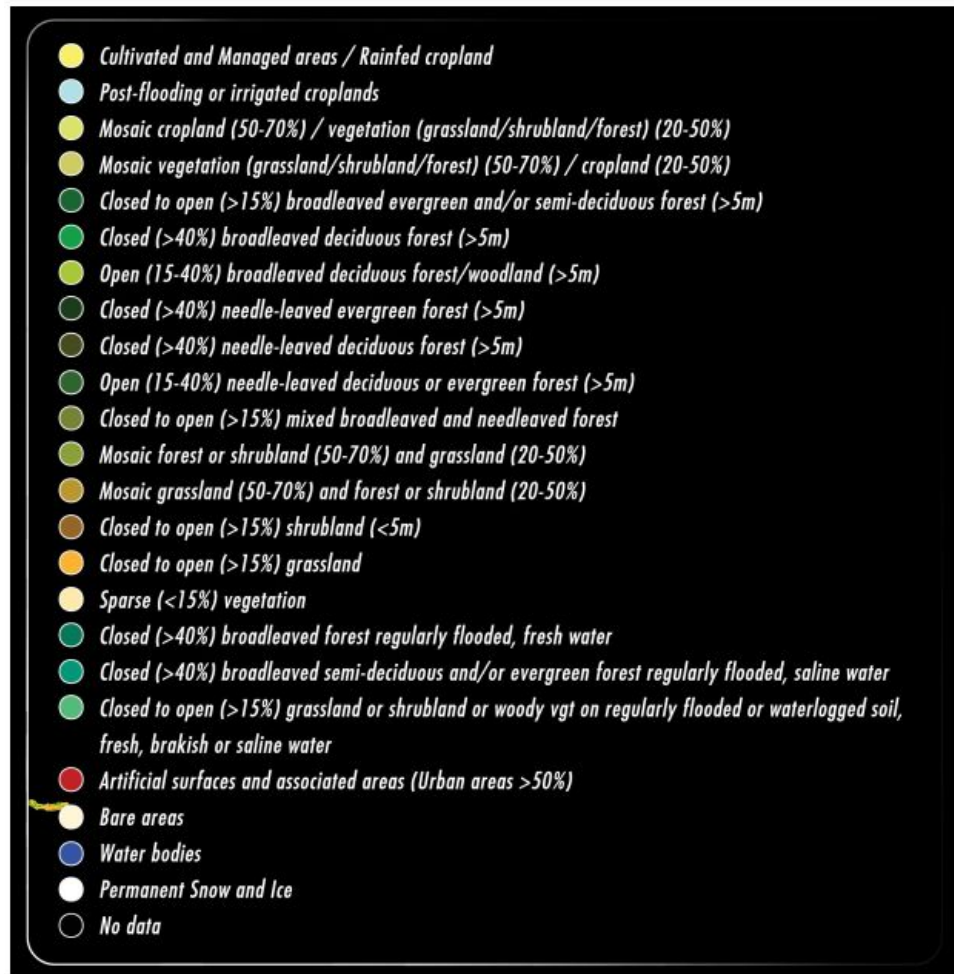 Cultivated and Managed areas / Rainfed cropland
Post-flooding or irrigated croplands
Mosaic cropland (50-70%) / vegetation (grassland/shrubland/forest) (20-50%)
Mosaic vegetation (grassland/shrubland/forest) (50-70%) / cropland (20-50%)
Closed to open (>15%) broadleaved evergreen and/or semi-deciduous forest (>5m)
Closed (>40%) broadleaved deciduous forest (>5m)
Open (15-40%) broadleaved deciduous forest/woodland (>5m)
Closed (>40%) needle-leaved evergreen forest (>5m)
Closed (>40%) needle-leaved deciduous forest (>5m)
Open (15-40%) needle-leaved deciduous or evergreen forest (>5m)
Closed to open (>15%) mixed broadleaved and needleaved forest
Mosaic forest or shrubland (50-70%) and grassland (20-50%)
Mosaic grassland (50-70%) and forest or shrubland (20-50%)
Closed to open (>15%) shrubland (<5m)
Closed to open (>15%) grassland
Sparse (<15%) vegetation
Closed (>40%) broadleaved forest regularly flooded, fresh water
Closed (>40%) broadleaved semi-deciduous and/or evergreen forest regularly flooded, saline water
Closed to open (>15%) grassland or shrubland or woody vgt on regularly flooded or waterlogged soil,
fresh, brakish or saline water
Artificial surfaces and associated areas (Urban areas >50%)
Bare areas
Water bodies
Permanent Snow and Ice
No data